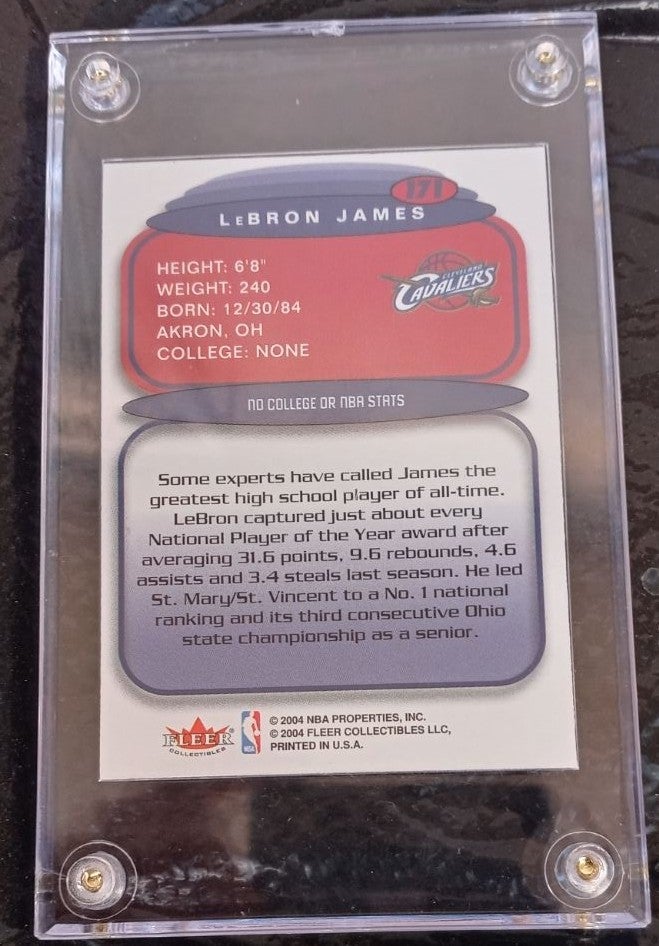 171
LeBRON JAMES
HEIGHT: 6'8"
WEIGHT: 240
BORN: 12/30/84
AKRON, OH
COLLEGE: NONE
CLEVELAND
CAVALIERS
NO COLLEGE OR NBA STATS
Some experts have called James the
greatest high school player of all-time.
LeBron captured just about every
National Player of the Year award after
averaging 31.6 points, 9.6 rebounds, 4.6
assists and 3.4 steals last season. He led
St. Mary/St. Vincent to a No. 1 national
ranking and its third consecutive Ohio
state championship as a senior.
FLEER
COLLECTIBLES
NBA
© 2004 NBA PROPERTIES, INC.
© 2004 FLEER COLLECTIBLES LLC,
PRINTED IN U.S.A.